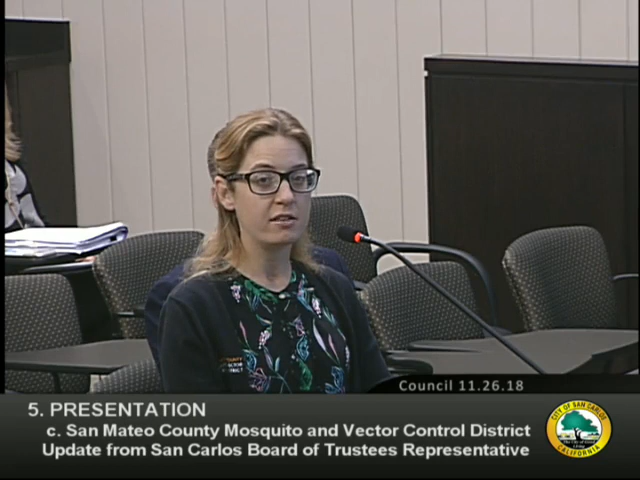 Council 11.26.18
5. PRESENTATION
c. San Mateo County Mosquito and Vector Control District
Update from San Carlos Board of Trustees Representative
CITY OF SAN CARLOS
CALIFORNIA